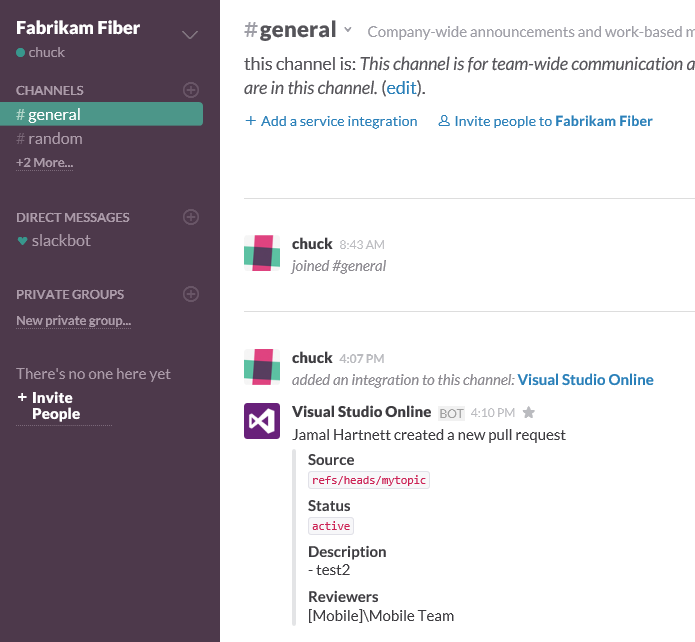 Fabrikam Fiber
chuck
CHANNELS
# general
# random
+2 More...
DIRECT MESSAGES
slackbot
PRIVATE GROUPS
New private group...
There's no one here yet
+ Invite
People
#general
Company-wide announcements and work-based m
this channel is: This channel is for team-wide communication a
are in this channel. (edit).
+ Add a service integration
Invite people to Fabrikam Fiber
chuck 8:43 AM
joined #general
chuck 4:07 PM
added an integration to this channel: Visual Studio Online
Visual Studio Online BOT 4:10 PM
Jamal Hartnett created a new pull request
Source
refs/heads/mytopic
Status
active
Description
- test2
Reviewers
[Mobile]\Mobile Team